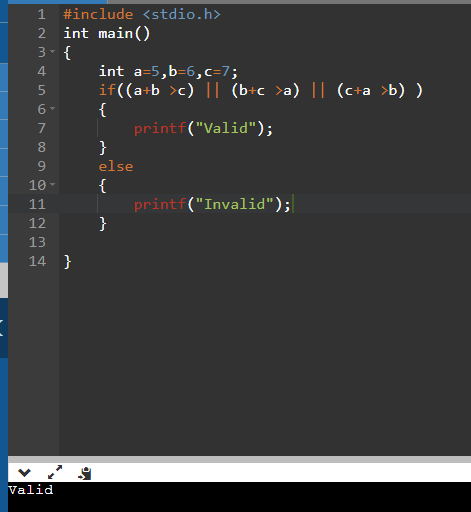 1 #include <stdio.h>
2 int main()
3 {
4 int a=5,b=6,c=7;
5 if((a+b >c) || (b+c >a) || (c+a >b) )
6 {
7 printf("Valid");
8 }
9 else
10 {
11 printf("Invalid");
12 }
13
14 }
Valid